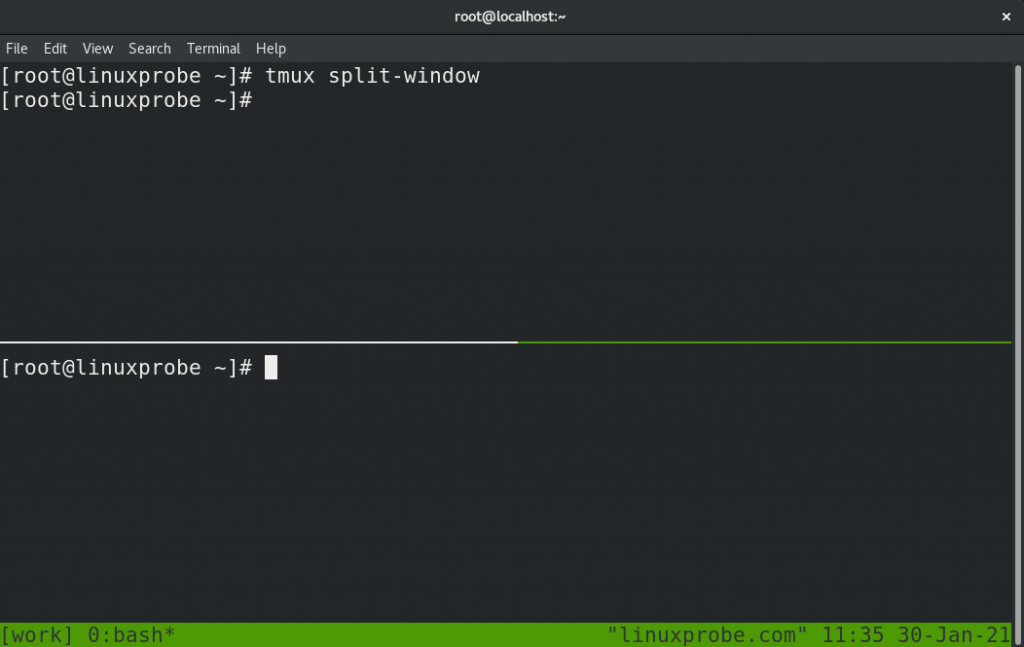 root@localhost:~
File Edit View Search Terminal Help
[root@linuxprobe ~]# tmux split-window
[root@linuxprobe ~]#
[root@linuxprobe ~]#
[work] 0:bash* "linuxprobe.com" 11:35 30-Jan-21